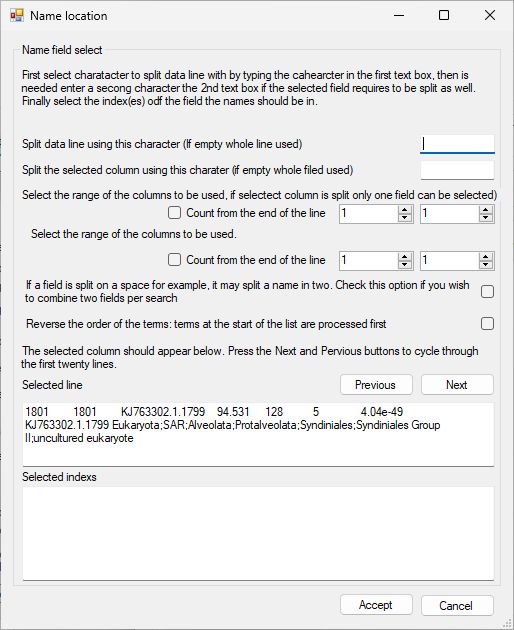 Name location
Name field select
First select charatacter to split data line with by typing the cahearcter in the first text box, then is
needed enter a secong character the 2nd text box if the selected field requires to be split as well.
Finally select the index(es) odf the field the names should be in.
Split data line using this character (If empty whole line used)
Split the selected column using this charater (if empty whole filed used)
Select the range of the columns to be used, if selectect column is split only one field can be selected)
Count from the end of the line 1 1
Select the range of the columns to be used.
Count from the end of the line 1 1
If a field is split on a space for example, it may split a name in two. Check this option if you wish
to combine two fields per search
Reverse the order of the terms: terms at the start of the list are processed first
The selected column should appear below. Press the Next and Pervious buttons to cycle through
the first twenty lines.
Selected line Previous Next
1801 1801 KJ763302.1.1799 94.531 128 5 4.04e-49
KJ763302.1.1799 Eukaryota;SAR;Alveolata;Protalveolata;Syndiniales;Syndiniales Group
II;uncultured eukaryote
Selected indexs
Accept Cancel